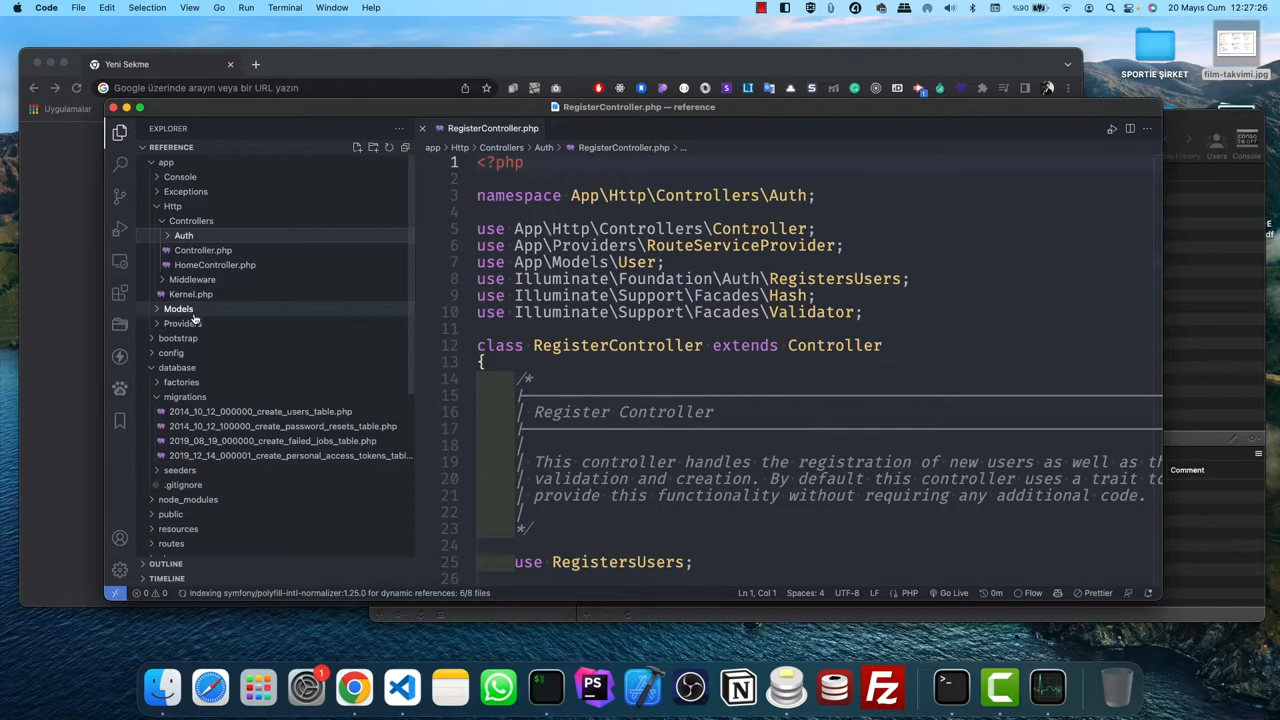 Code File Edit Selection View Go Run Terminal Window Help %90 20 Mayıs Cum 12:27:26
SPORTIE ŞİRKET
film-takvimi.jpg
Yeni Sekme
Google üzerinde arayın veya bir URL yazın
Uygulamalar
RegisterController.php — reference
EXPLORER
REFERENCE
app
Console
Exceptions
Http
Controllers
Auth
Controller.php
HomeController.php
Middleware
Kernel.php
Models
Providers
bootstrap
config
database
factories
migrations
2014_10_12_000000_create_users_table.php
2014_10_12_100000_create_password_resets_table.php
2019_08_19_000000_create_failed_jobs_table.php
2019_12_14_000001_create_personal_access_tokens_tabl...
seeders
.gitignore
node_modules
public
resources
routes
OUTLINE
TIMELINE
RegisterController.php
app Http Controllers Auth RegisterController.php ...
1 <?php
2
3 namespace App\Http\Controllers\Auth;
4
5 use App\Http\Controllers\Controller;
6 use App\Providers\RouteServiceProvider;
7 use App\Models\User;
8 use Illuminate\Foundation\Auth\RegistersUsers;
9 use Illuminate\Support\Facades\Hash;
10 use Illuminate\Support\Facades\Validator;
11
12 class RegisterController extends Controller
13 {
14 /*
15 |
16 | Register Controller
17 |
18 |
19 | This controller handles the registration of new users as well as th
20 | validation and creation. By default this controller uses a trait to
21 | provide this functionality without requiring any additional code.
22 |
23 */
24
25 use RegistersUsers;
26
0 0 Indexing symfony/polyfill-intl-normalizer:1.25.0 for dynamic references: 6/8 files Ln 1, Col 1 Spaces: 4 UTF-8 LF PHP Go Live 0m Flow Prettier
Users Console
Comment
1